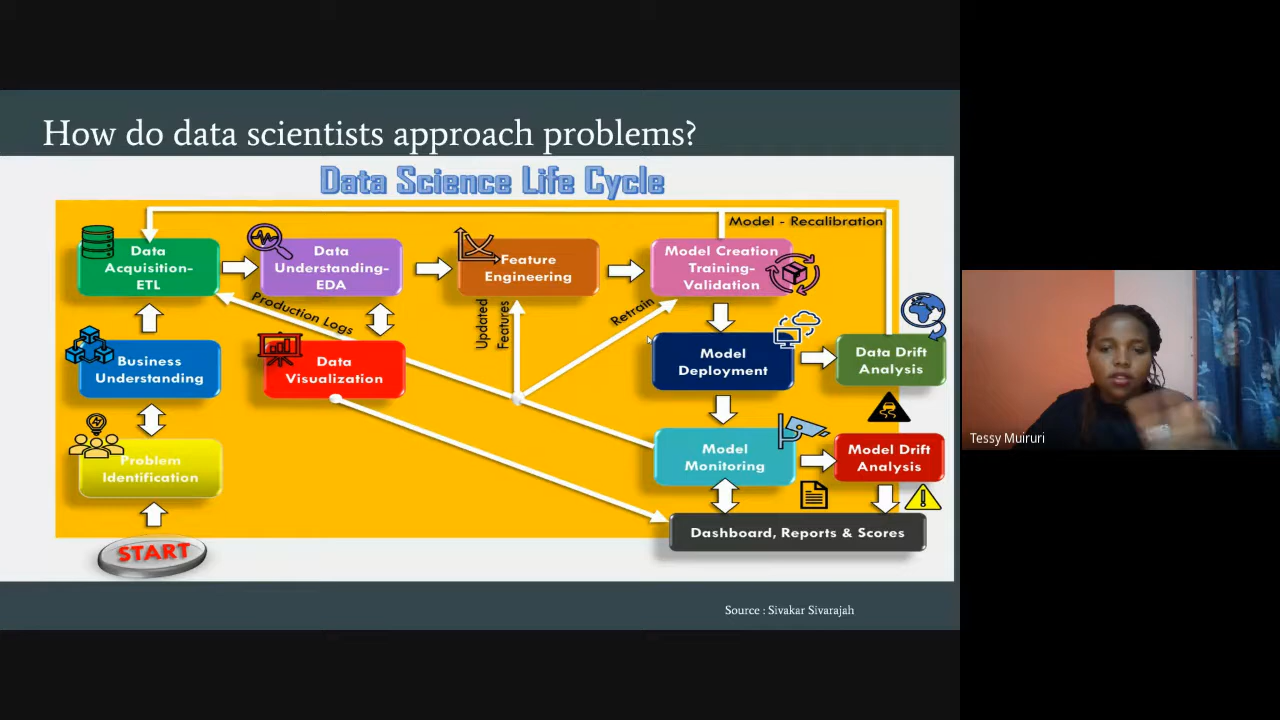 How do data scientists approach problems?
Data Science Life Cycle
Model - Recalibration
Data
Acquisition-
ETL
Data
Understanding-
EDA
Feature
Engineering
Model Creation
Training-
Validation
Production Logs
Updated
Features
Retrain
Business
Understanding
Data
Visualization
Model
Deployment
Data Drift
Analysis
Problem
Identification
Model
Monitoring
Model Drift
Analysis
START
Dashboard, Reports & Scores
Source : Sivakar Sivarajah
Tessy Muiruri